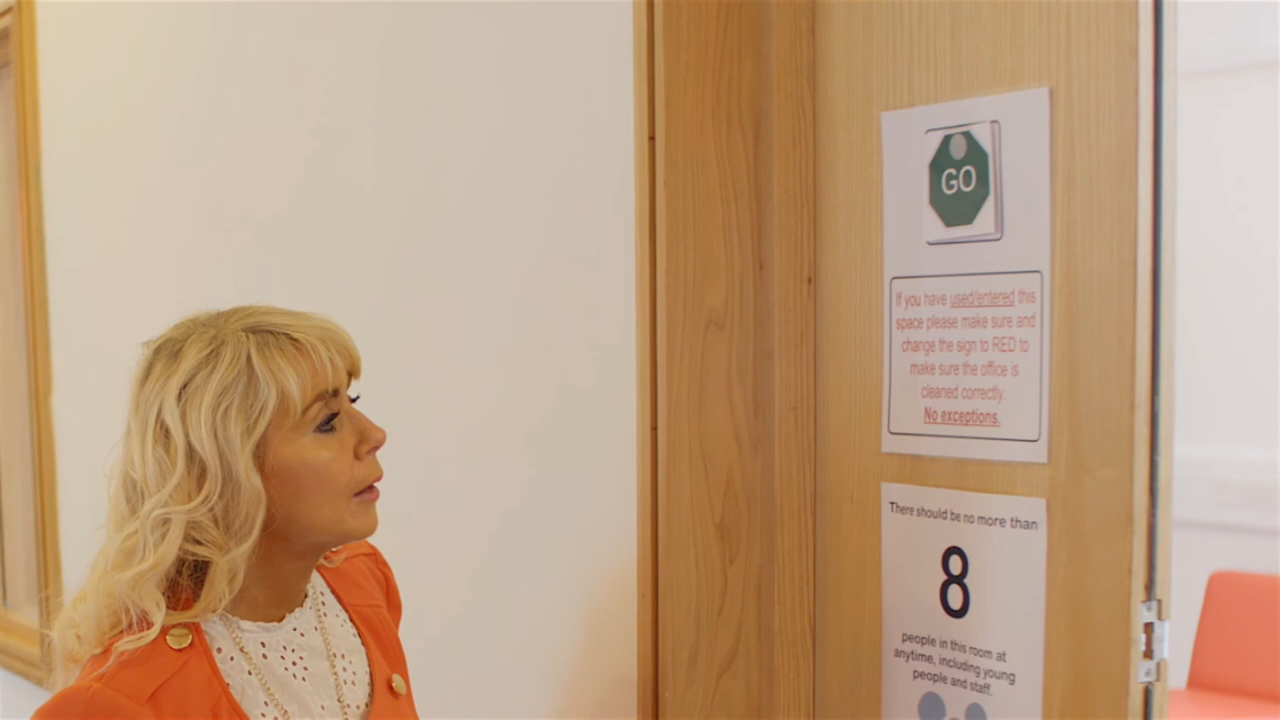 GO
If you have used/entered this
space please make sure and
change the sign to RED to
make sure the office is
cleaned correctly.
No exceptions.
There should be no more than
8
people in this room at
anytime, including young
people and staff.